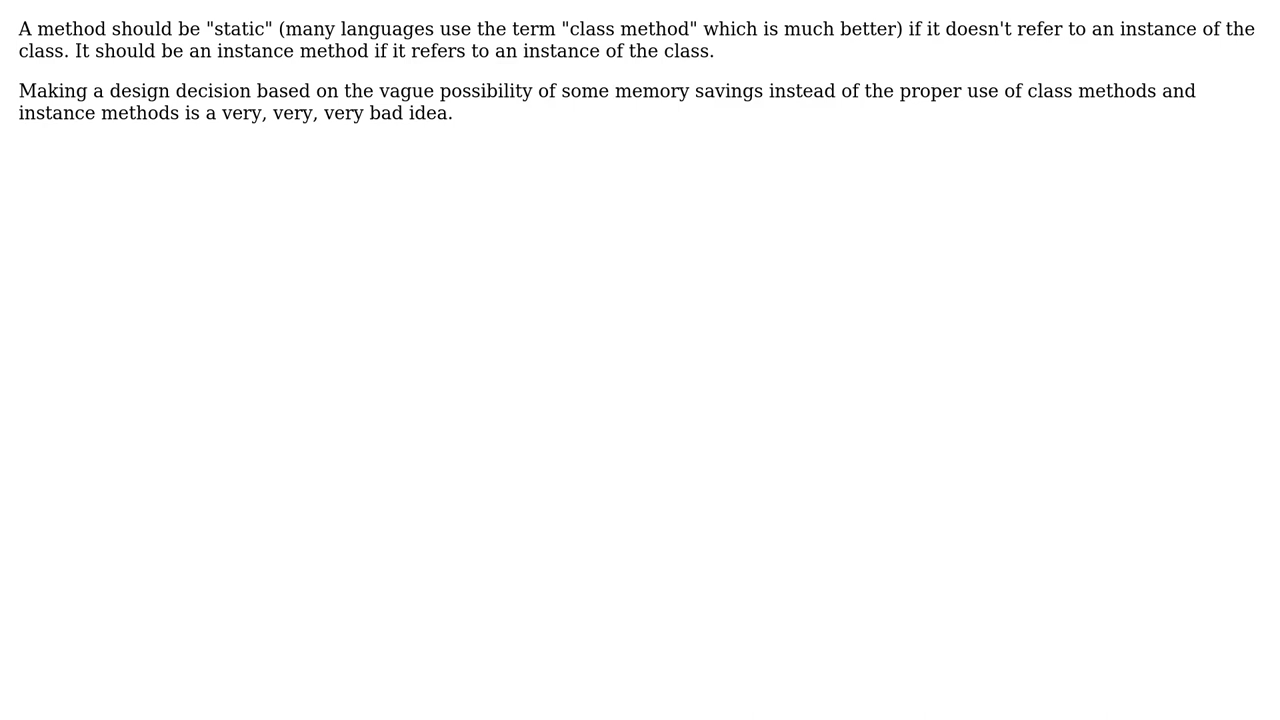 A method should be "static" (many languages use the term "class method" which is much better) if it doesn't refer to an instance of the
class. It should be an instance method if it refers to an instance of the class.
Making a design decision based on the vague possibility of some memory savings instead of the proper use of class methods and
instance methods is a very, very, very bad idea.